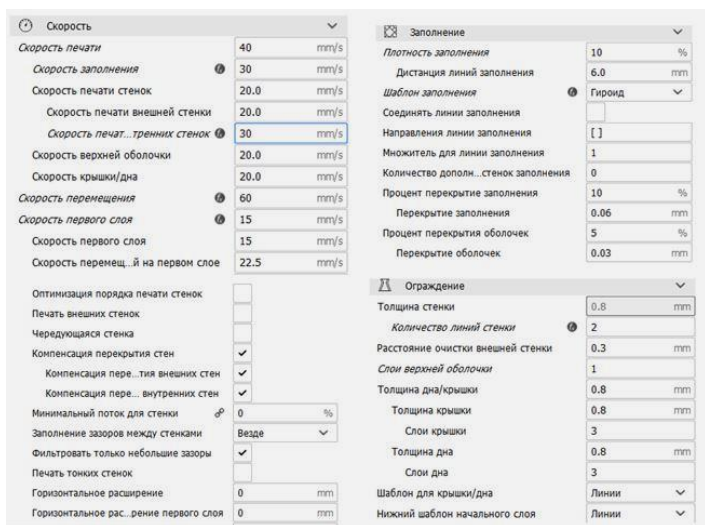 Скорость
Скорость печати 40 mm/s
Скорость заполнения 30 mm/s
Скорость печати стенок 20.0 mm/s
Скорость печати внешней стенки 20.0 mm/s
Скорость печат...тренних стенок 30 mm/s
Скорость верхней оболочки 20.0 mm/s
Скорость крышки/дна 20.0 mm/s
Скорость перемещения 60 mm/s
Скорость первого слоя 15 mm/s
Скорость первого слоя 15 mm/s
Скорость перемещ...й на первом слое 22.5 mm/s
Оптимизация порядка печати стенок
Печать внешних стенок
Чередующаяся стенка
Компенсация перекрытия стен
Компенсация пере...тия внешних стен
Компенсация пере... внутренних стен
Минимальный поток для стенки 0 %
Заполнение зазоров между стенками Везде
Фильтровать только небольшие зазоры
Печать тонких стенок
Горизонтальное расширение 0 mm
Горизонтальное рас...рение первого слоя 0 mm
Заполнение
Плотность заполнения 10 %
Дистанция линий заполнения 6.0 mm
Шаблон заполнения Гироид
Соединять линии заполнения
Направления линии заполнения [ ]
Множитель для линии заполнения 1
Количество дополн...стенок заполнения 0
Процент перекрытие заполнения 10 %
Перекрытие заполнения 0.06 mm
Процент перекрытия оболочек 5 %
Перекрытие оболочек 0.03 mm
Ограждение
Толщина стенки 0.8 mm
Количество линий стенки 2
Расстояние очистки внешней стенки 0.3 mm
Слои верхней оболочки 1
Толщина дна/крышки 0.8 mm
Толщина крышки 0.8 mm
Слои крышки 3
Толщина дна 0.8 mm
Слои дна 3
Шаблон для крышки/дна Линии
Нижний шаблон начального слоя Линии